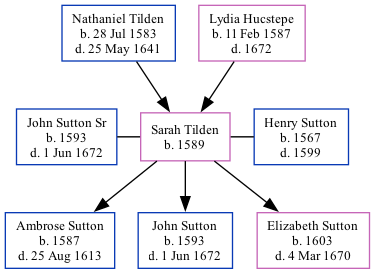 Nathaniel Tilden
b. 28 Jul 1583
d. 25 May 1641
Lydia Hucstepe
b. 11 Feb 1587
d. 1672
John Sutton Sr
b. 1593
d. 1 Jun 1672
Sarah Tilden
b. 1589
Henry Sutton
b. 1567
d. 1599
Ambrose Sutton
b. 1587
d. 25 Aug 1613
John Sutton
b. 1593
d. 1 Jun 1672
Elizabeth Sutton
b. 1603
d. 4 Mar 1670